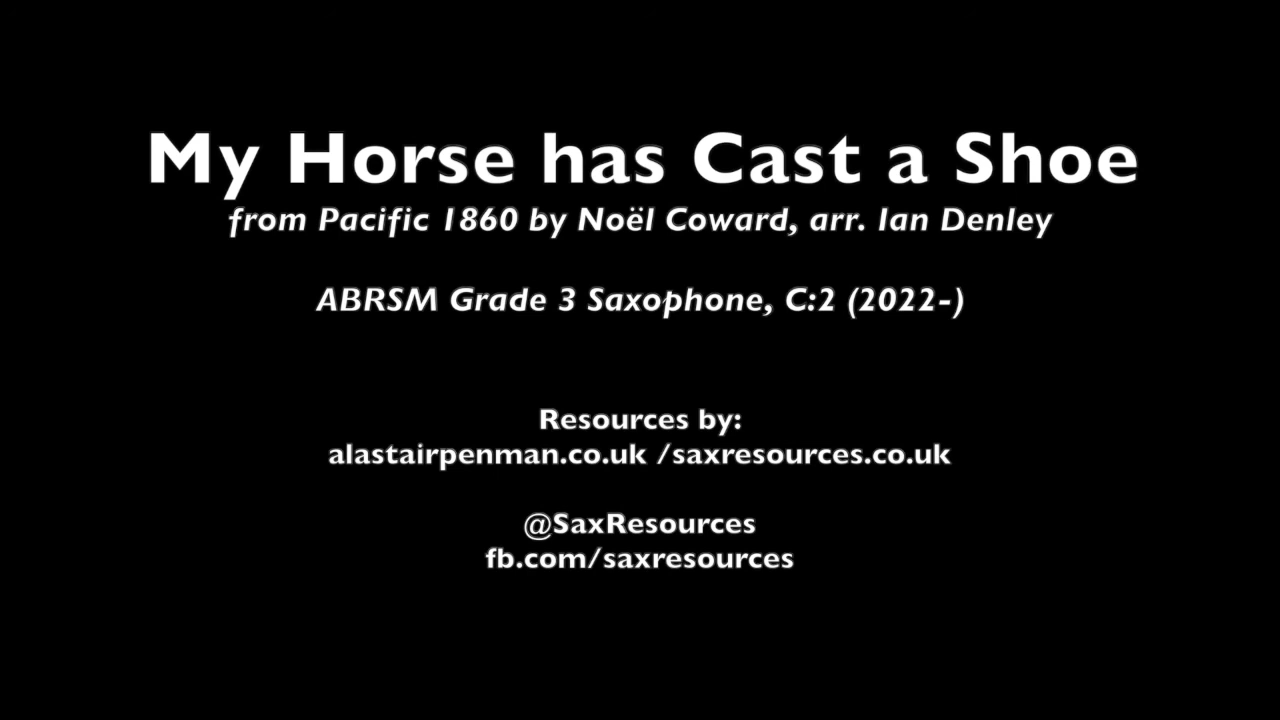 My Horse has Cast a Shoe
from Pacific 1860 by Noël Coward, arr. Ian Denley
ABRSM Grade 3 Saxophone, C:2 (2022-)
Resources by:
alastairpenman.co.uk /saxresources.co.uk
@SaxResources
fb.com/saxresources